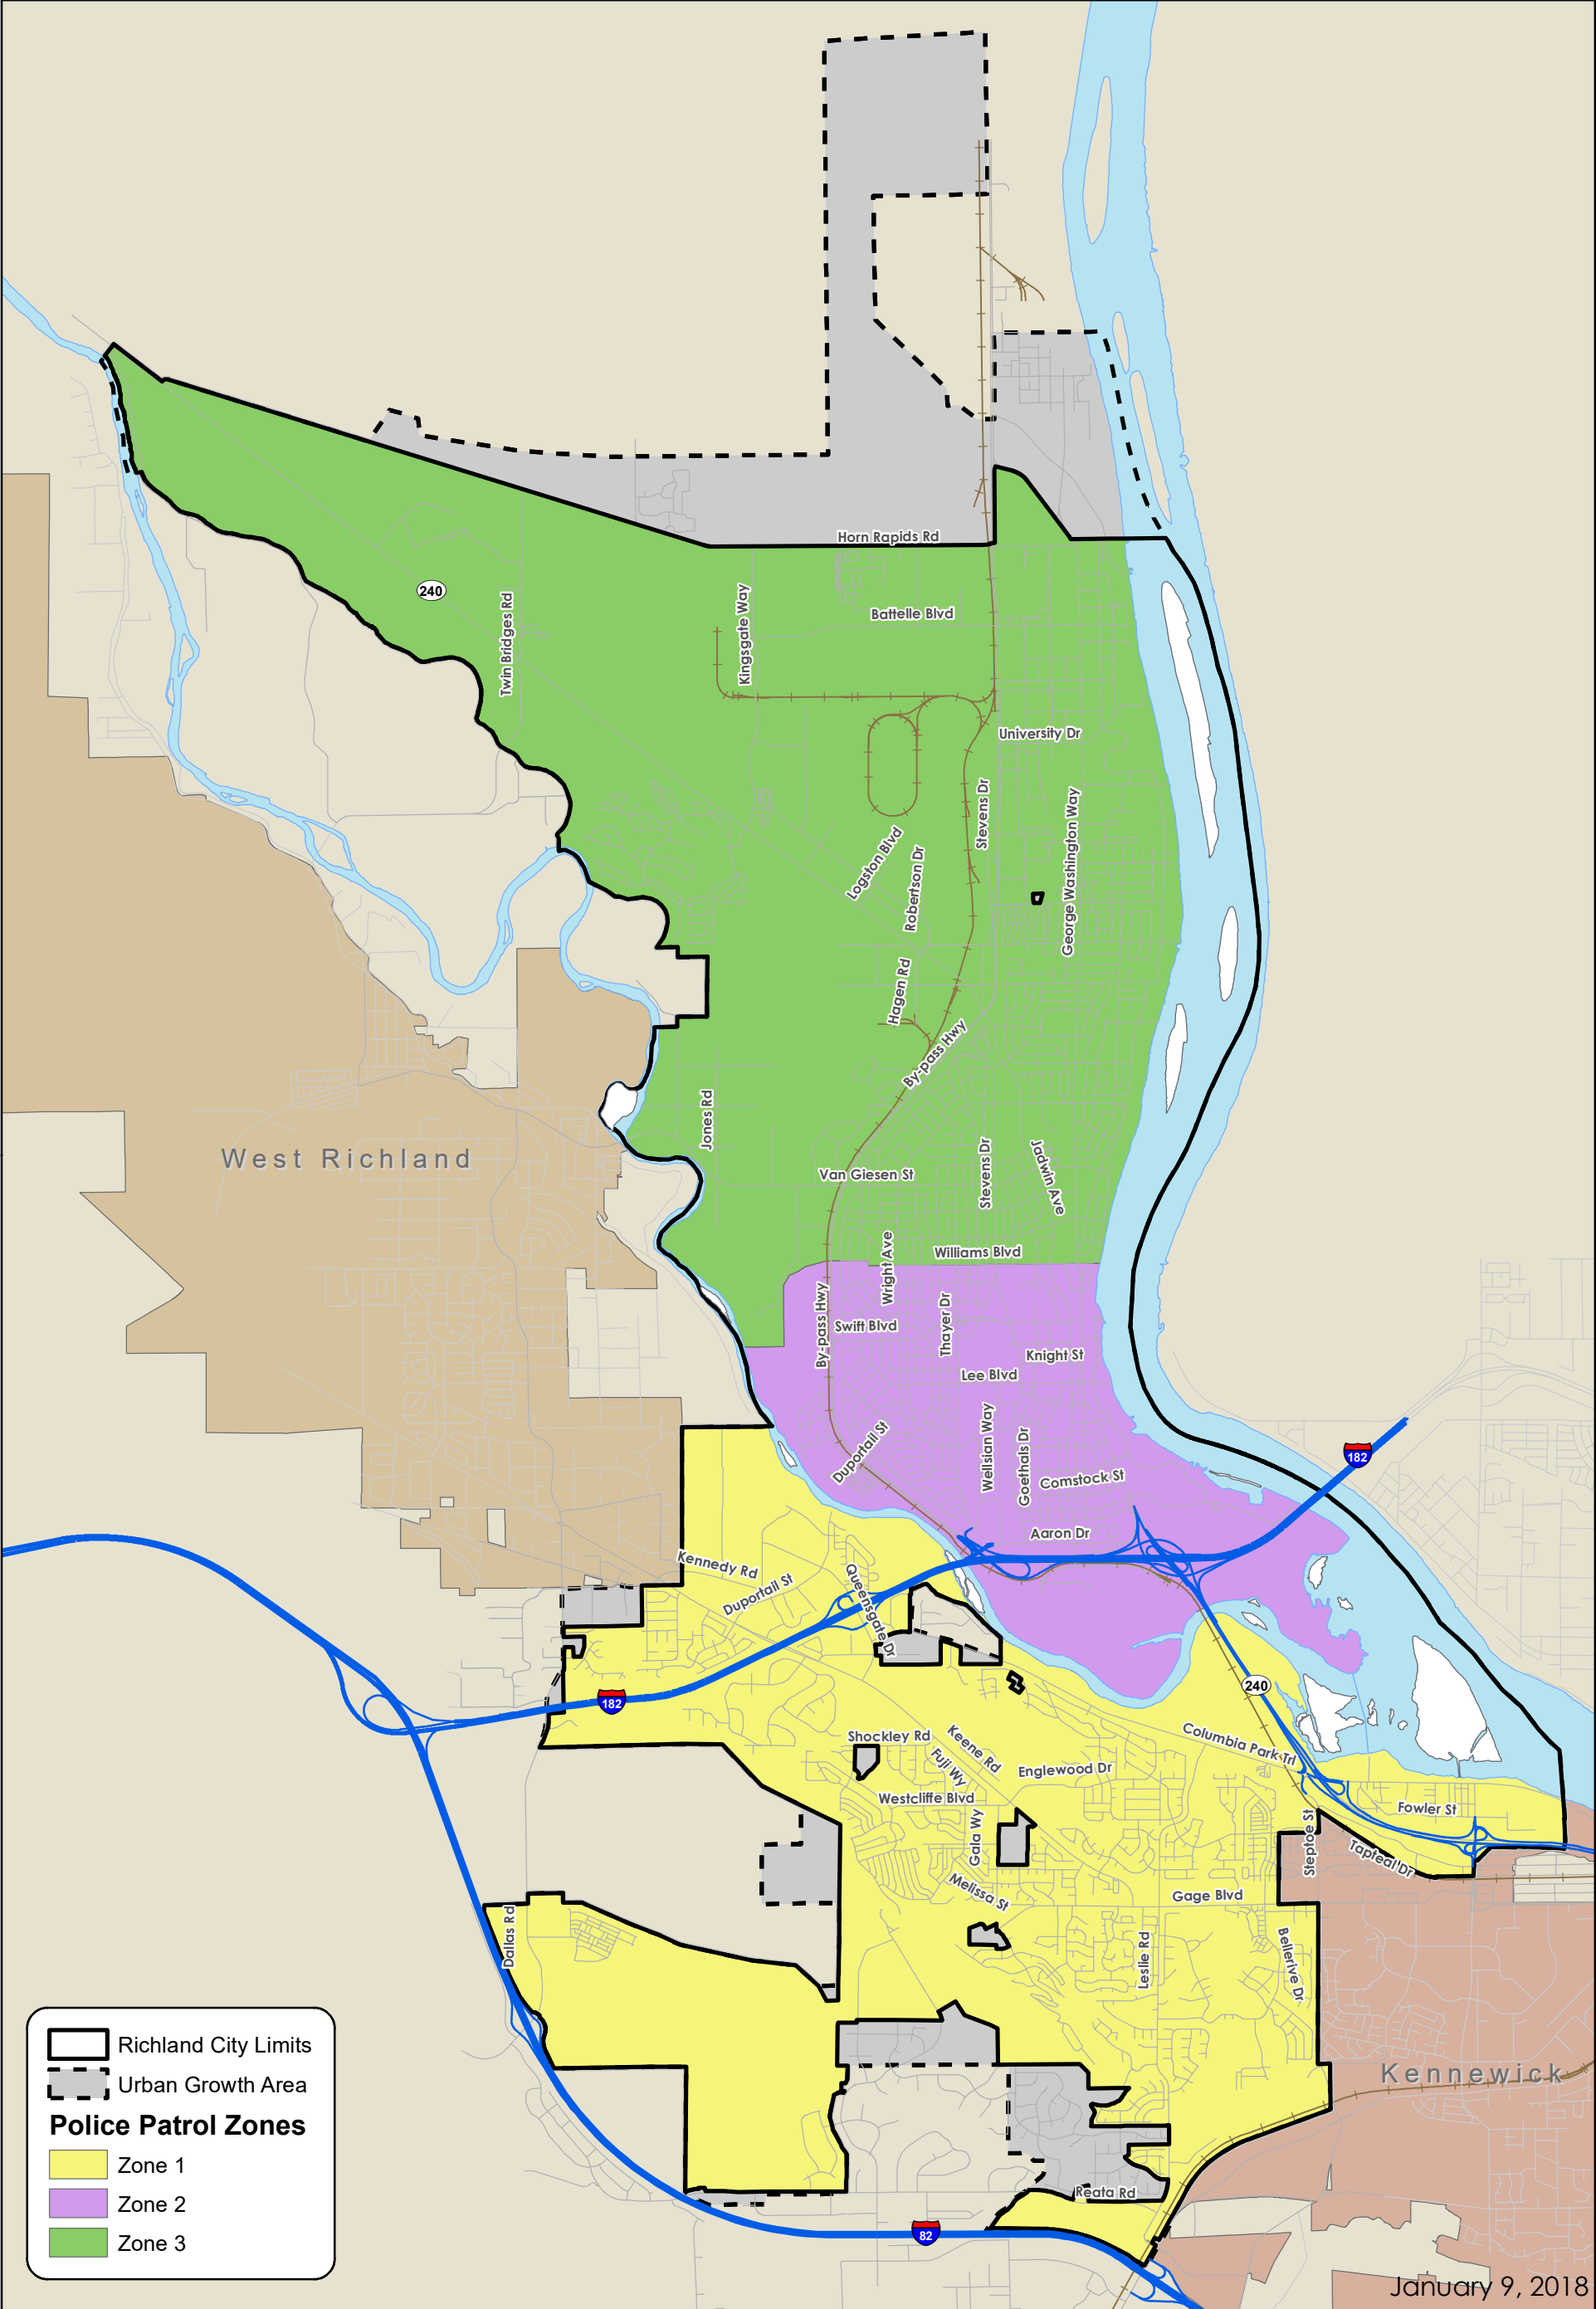 Horn Rapids Rd
240
Battelle Blvd
Twin Bridges Rd
Kingsgate Way
University Dr
Stevens Dr
George Washington Way
Logston Blvd
Robertson Dr
Hagen Rd
By-pass Hwy
Jones Rd
West Richland
Van Giesen St
Stevens Dr
Jadwin Ave
Wright Ave
Williams Blvd
By-pass Hwy
Swift Blvd
Thayer Dr
Knight St
Lee Blvd
Wellsian Way
Goethals Dr
Duportail St
Comstock St
182
Aaron Dr
Kennedy Rd
Duportail St
Queensgate Dr
182
240
Columbia Park Trl
Shockley Rd
Keene Rd
Fuji Wy
Englewood Dr
Westcliffe Blvd
Gala Wy
Fowler St
Steptoe St
Tapteal Dr
Melissa St
Gage Blvd
Dallas Rd
Leslie Rd
Bellerive Dr
Kennewick
Reata Rd
82
Richland City Limits
Urban Growth Area
Police Patrol Zones
Zone 1
Zone 2
Zone 3
January 9, 2018